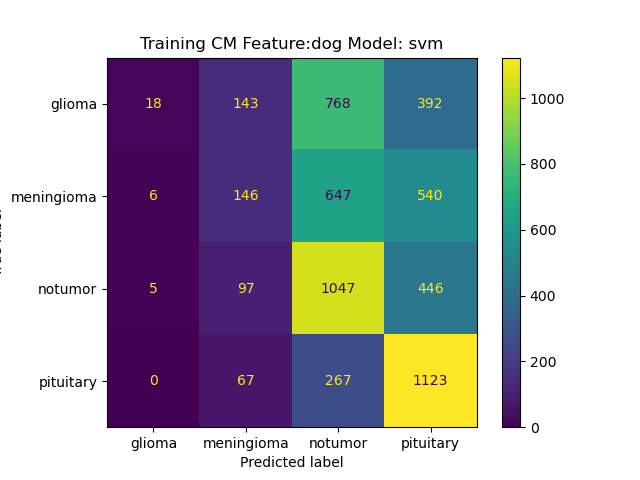 Training CM Feature:dog Model: svm
glioma 18 143 768 392
meningioma 6 146 647 540
notumor 5 97 1047 446
pituitary 0 67 267 1123
glioma meningioma notumor pituitary
Predicted label
1000
800
600
400
200
0